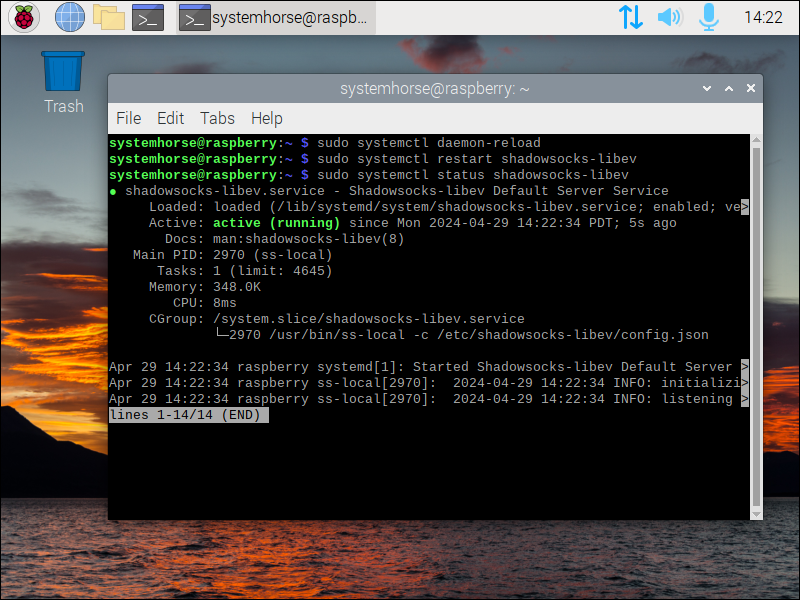 systemhorse@raspb...
14:22
Trash
systemhorse@raspberry: ~
File Edit Tabs Help
systemhorse@raspberry:~ $ sudo systemctl daemon-reload
systemhorse@raspberry:~ $ sudo systemctl restart shadowsocks-libev
systemhorse@raspberry:~ $ sudo systemctl status shadowsocks-libev
● shadowsocks-libev.service - Shadowsocks-libev Default Server Service
Loaded: loaded (/lib/systemd/system/shadowsocks-libev.service; enabled; ve>
Active: active (running) since Mon 2024-04-29 14:22:34 PDT; 5s ago
Docs: man:shadowsocks-libev(8)
Main PID: 2970 (ss-local)
Tasks: 1 (limit: 4645)
Memory: 348.0K
CPU: 8ms
CGroup: /system.slice/shadowsocks-libev.service
└─2970 /usr/bin/ss-local -c /etc/shadowsocks-libev/config.json
Apr 29 14:22:34 raspberry systemd[1]: Started Shadowsocks-libev Default Server >
Apr 29 14:22:34 raspberry ss-local[2970]:  2024-04-29 14:22:34 INFO: initializi>
Apr 29 14:22:34 raspberry ss-local[2970]:  2024-04-29 14:22:34 INFO: listening >
lines 1-14/14 (END)